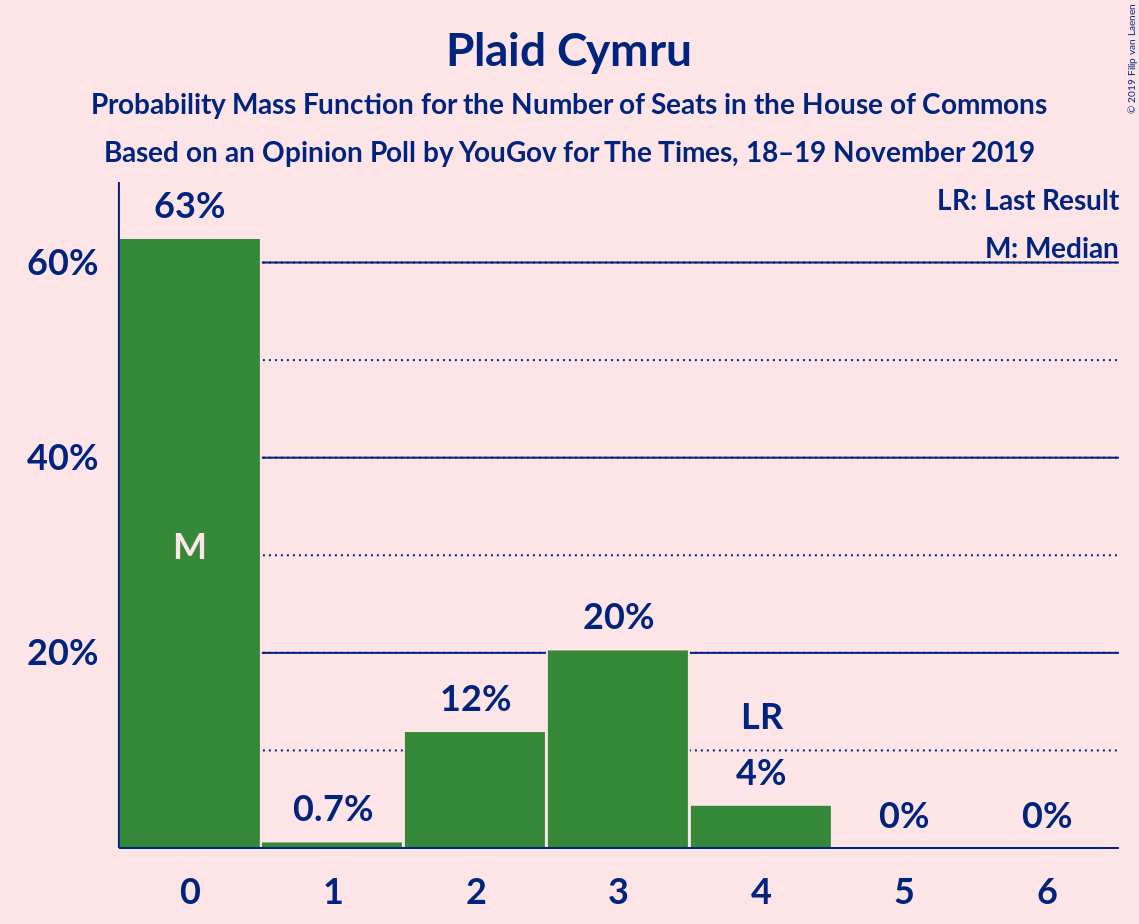 Plaid Cymru
Probability Mass Function for the Number of Seats in the House of Commons
Based on an Opinion Poll by YouGov for The Times, 18–19 November 2019
© 2019 Filip van Laenen
LR: Last Result
M: Median
63%
60%
40%
M
20%
20%
12%
LR
4%
0.7%
0%
0%
0 1 2 3 4 5 6